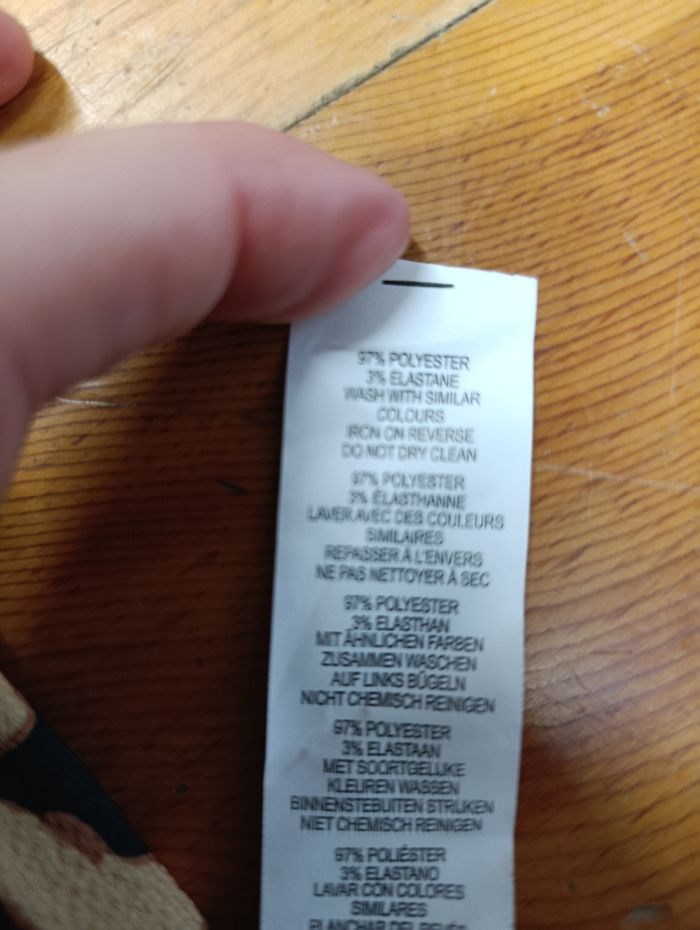 97% POLYESTER
3% ELASTANE
WASH WITH SIMILAR
COLOURS
IRON ON REVERSE
DO NOT DRY CLEAN
97% POLYESTER
3% ÉLASTHANNE
LAVER AVEC DES COULEURS
SIMILAIRES
REPASSER À L'ENVERS
NE PAS NETTOYER À SEC
97% POLYESTER
3% ELASTHAN
MIT ÄHNLICHEN FARBEN
ZUSAMMEN WASCHEN
AUF LINKS BÜGELN
NICHT CHEMISCH REINIGEN
97% POLYESTER
3% ELASTAAN
MET SOORTGELIJKE
KLEUREN WASSEN
BINNENSTEBUITEN STRIJKEN
NIET CHEMISCH REINIGEN
97% POLIÉSTER
3% ELASTANO
LAVAR CON COLORES
SIMILARES
PLANCHAR DEL REVÉS